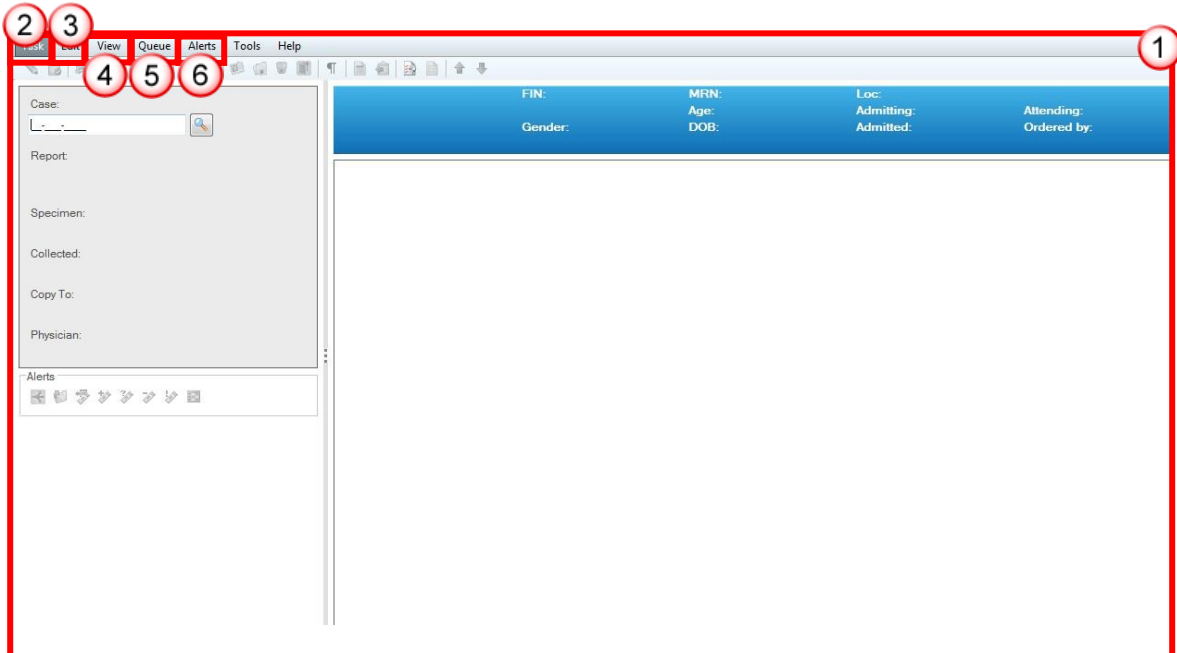 2 3
1
Task Edit View Queue Alerts Tools Help
4 5 6
Case:
FIN: MRN: Loc:
Age: Admitting: Attending:
Gender: DOB: Admitted: Ordered by:
Report:
Specimen:
Collected:
Copy To:
Physician:
Alerts